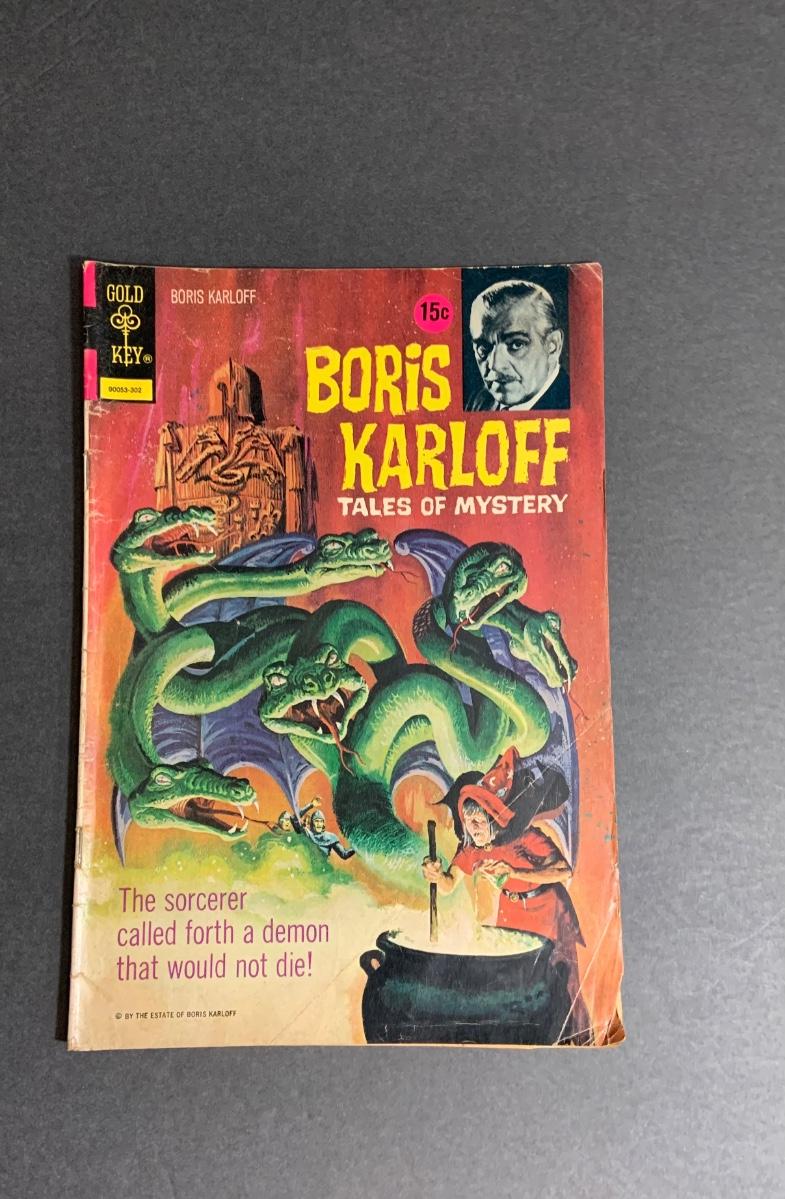 GOLD
KEY®
BORIS KARLOFF
15¢
90053-302
BORiS
KARLOFF
TALES OF MYSTERY
The sorcerer
called forth a demon
that would not die!
© BY THE ESTATE OF BORIS KARLOFF